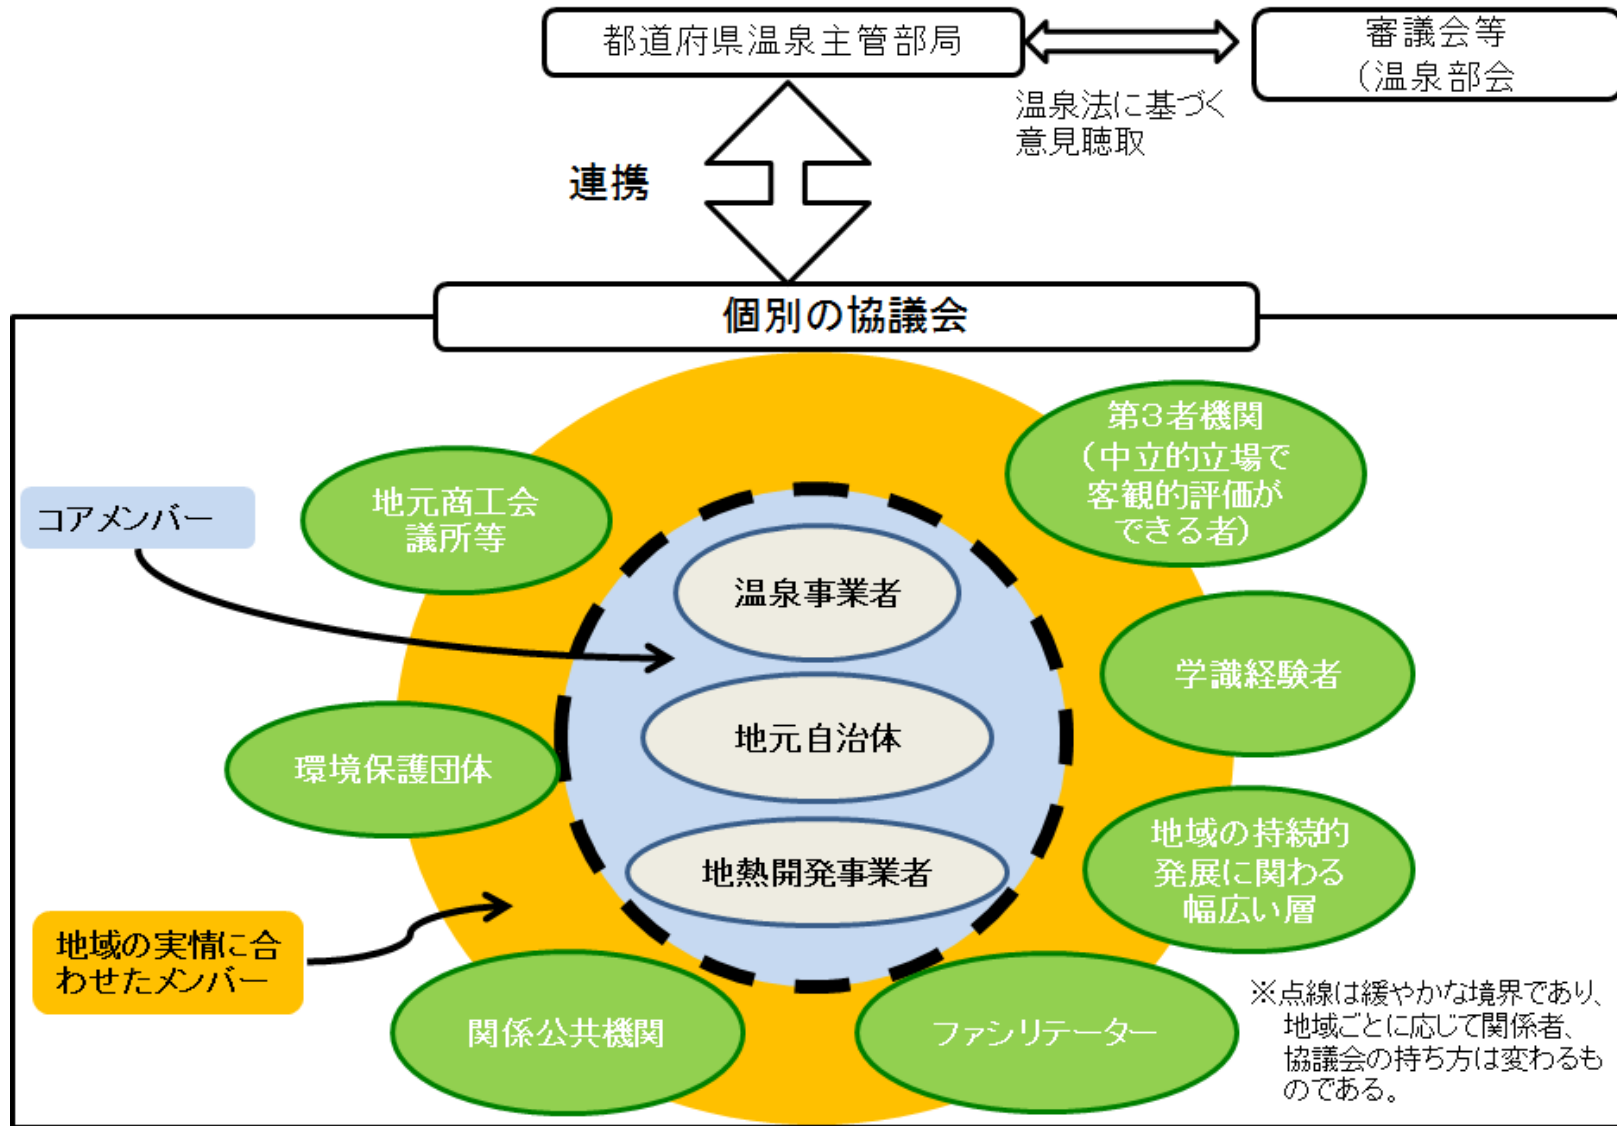 都道府県温泉主管部局
審議会等
(温泉部会
温泉法に基づく
意見聴取
連携
個別の協議会
第3者機関
(中立的立場で
客観的評価が
できる者)
地元商工会
議所等
コアメンバー
温泉事業者
学識経験者
地元自治体
環境保護団体
地域の持続的
発展に関わる
幅広い層
地熱開発事業者
地域の実情に合
わせたメンバー
関係公共機関
ファシリテーター
※点線は緩やかな境界であり、
地域ごとに応じて関係者、
協議会の持ち方は変わるも
のである。